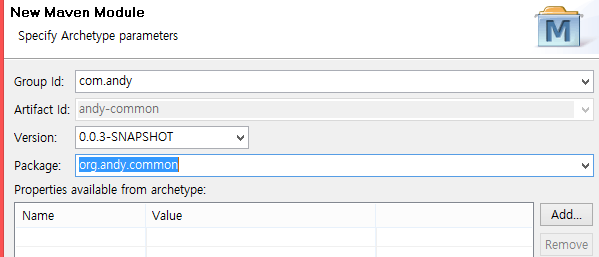 New Maven Module
Specify Archetype parameters
M
Group Id: com.andy
Artifact Id: andy-common
Version: 0.0.3-SNAPSHOT
Package: org.andy.common
Properties available from archetype:
Name Value
Add...
Remove